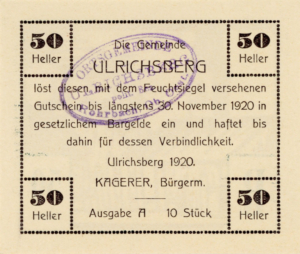 50 Heller
50 Heller
Die Gemeinde
ULRICHSBERG
löst diesen mit dem Feuchtsiegel versehenen
Gutschein bis längstens 30. November 1920 in
gesetzlichem Bargelde ein und haftet bis
dahin für dessen Verbindlichkeit.
Ulrichsberg 1920.
KAGERER, Bürgerm.
50 Heller
50 Heller
Ausgabe A 10 Stück